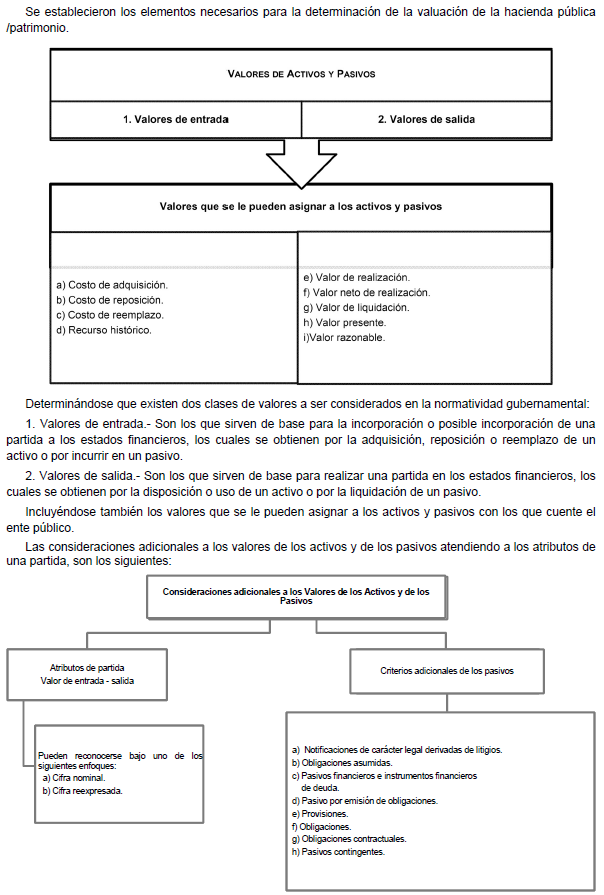 Se establecieron los elementos necesarios para la determinación de la valuación de la hacienda pública
/patrimonio.
VALORES DE ACTIVOS Y PASIVOS
1. Valores de entrada
2. Valores de salida
Valores que se le pueden asignar a los activos y pasivos
a) Costo de adquisición.
b) Costo de reposición.
c) Costo de reemplazo.
d) Recurso histórico.
e) Valor de realización.
f) Valor neto de realización.
g) Valor de liquidación.
h) Valor presente.
i)Valor razonable.
Determinándose que existen dos clases de valores a ser considerados en la normatividad gubernamental:
1. Valores de entrada.- Son los que sirven de base para la incorporación o posible incorporación de una
partida a los estados financieros, los cuales se obtienen por la adquisición, reposición o reemplazo de un
activo o por incurrir en un pasivo.
2. Valores de salida.- Son los que sirven de base para realizar una partida en los estados financieros, los
cuales se obtienen por la disposición o uso de un activo o por la liquidación de un pasivo.
Incluyéndose también los valores que se le pueden asignar a los activos y pasivos con los que cuente el
ente público.
Las consideraciones adicionales a los valores de los activos y de los pasivos atendiendo a los atributos de
una partida, son los siguientes:
Consideraciones adicionales a los Valores de los Activos y de los
Pasivos
Atributos de partida
Valor de entrada - salida
Pueden reconocerse bajo uno de los
siguientes enfoques:
a) Cifra nominal.
b) Cifra reexpresada.
Criterios adicionales de los pasivos
a) Notificaciones de carácter legal derivadas de litigios.
b) Obligaciones asumidas.
c) Pasivos financieros e instrumentos financieros
de deuda.
d) Pasivo por emisión de obligaciones.
e) Provisiones.
f) Obligaciones.
g) Obligaciones contractuales.
h) Pasivos contingentes.